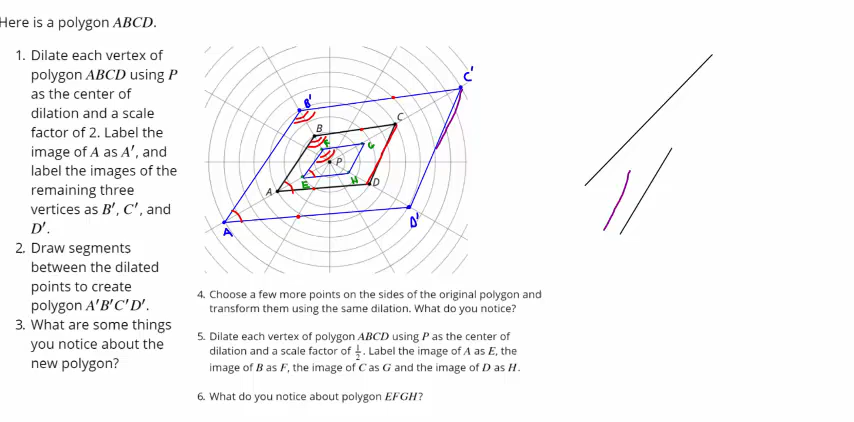 Here is a polygon ABCD.
1. Dilate each vertex of
polygon ABCD using P
as the center of
dilation and a scale
factor of 2. Label the
image of A as A′, and
label the images of the
remaining three
vertices as B′, C′, and
D′.
2. Draw segments
between the dilated
points to create
polygon A′B′C′D′.
3. What are some things
you notice about the
new polygon?
C'
B'
C
B
F
G
P
E
H
D
A
A
D'
4. Choose a few more points on the sides of the original polygon and
transform them using the same dilation. What do you notice?
5. Dilate each vertex of polygon ABCD using P as the center of
dilation and a scale factor of 1/2. Label the image of A as E, the
image of B as F, the image of C as G and the image of D as H.
6. What do you notice about polygon EFGH?